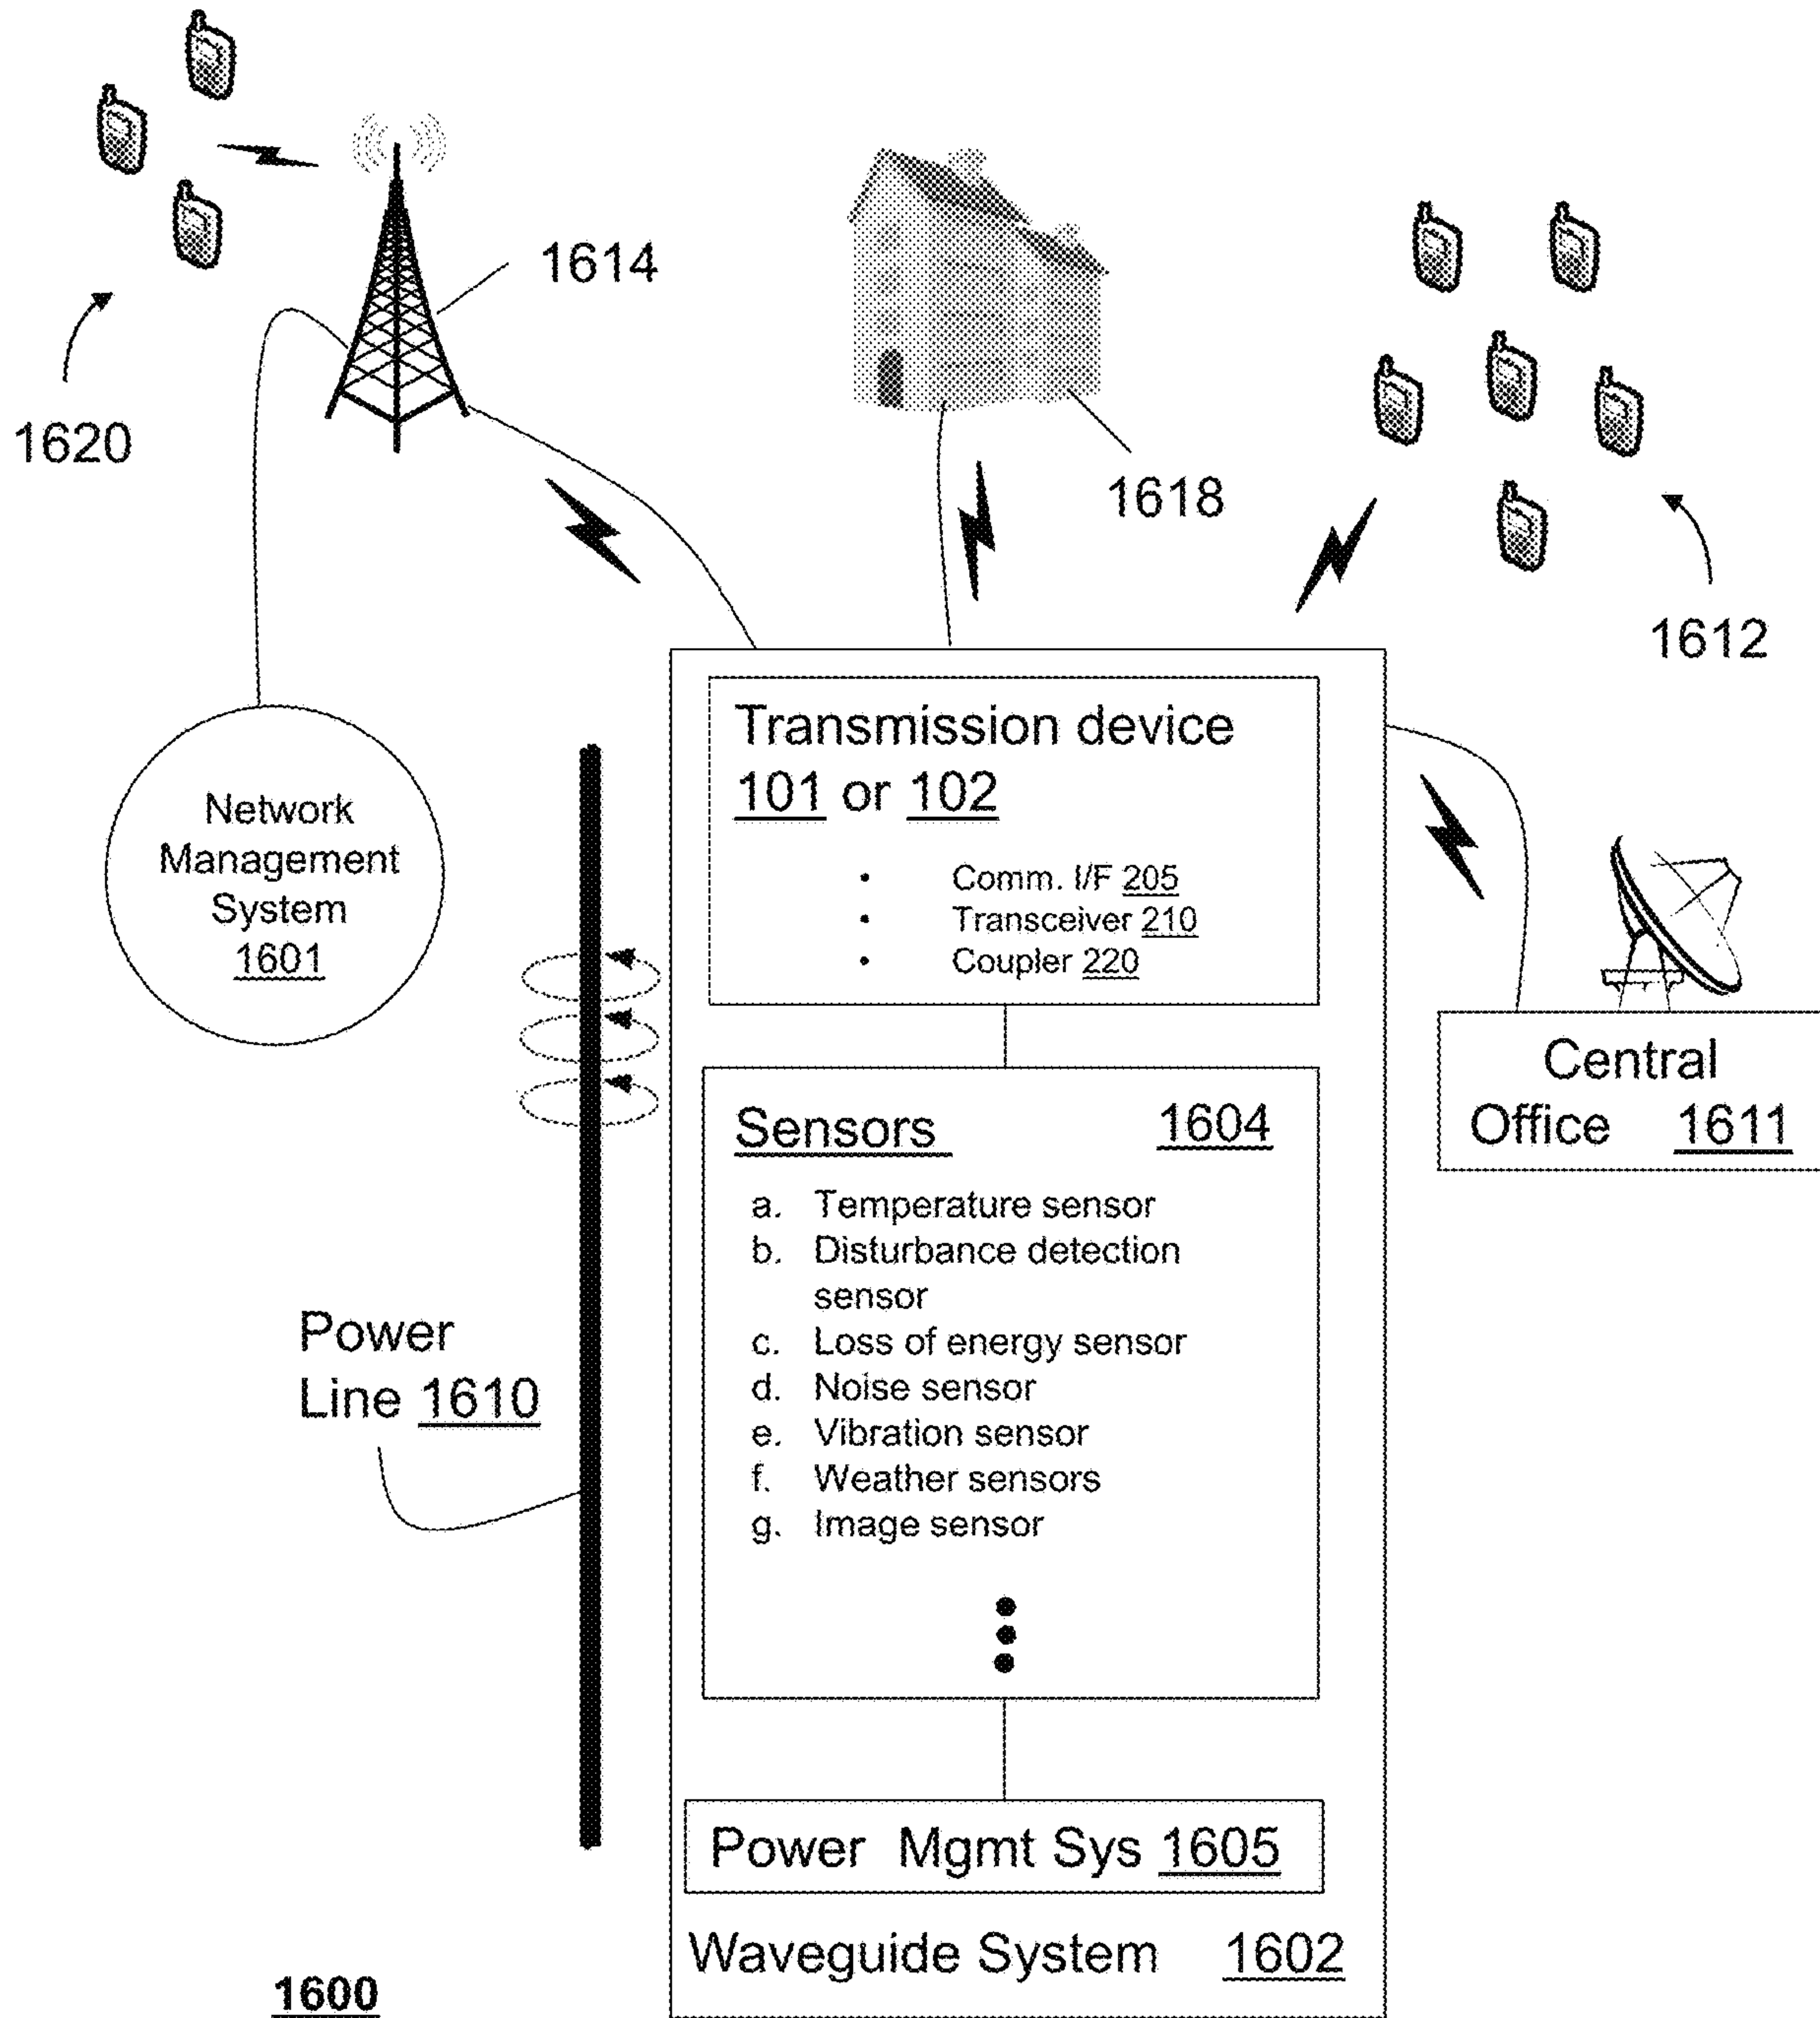 1614
1620
1618
1612
Network
Management
System
1601
Transmission device
101 or 102
• Comm. I/F 205
• Transceiver 210
• Coupler 220
Central
Office 1611
Sensors 1604
a. Temperature sensor
b. Disturbance detection
sensor
c. Loss of energy sensor
d. Noise sensor
e. Vibration sensor
f. Weather sensors
g. Image sensor
Power
Line 1610
Power Mgmt Sys 1605
Waveguide System 1602
1600